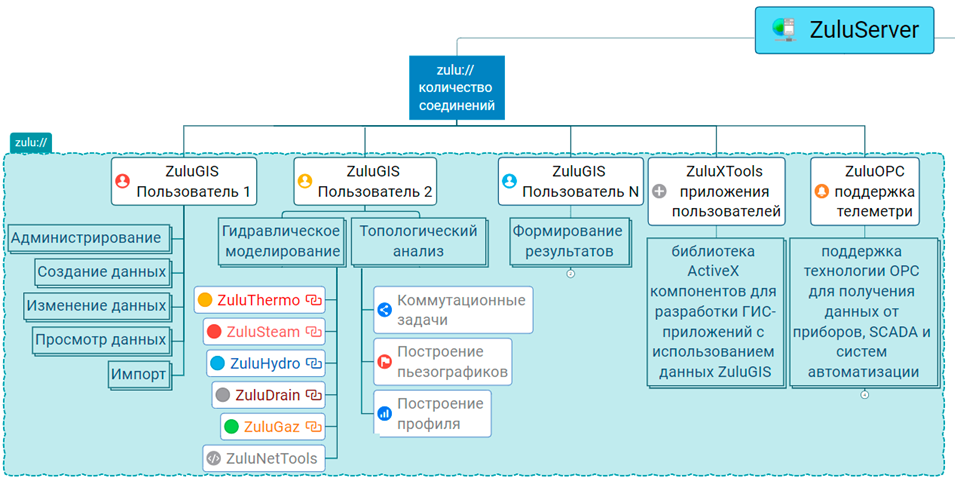 ZuluServer
zulu://
количество
соединений
zulu://
ZuluGIS
Пользователь 1
Администрирование
Создание данных
Изменение данных
Просмотр данных
Импорт
ZuluGIS
Пользователь 2
Гидравлическое
моделирование
ZuluThermo
ZuluSteam
ZuluHydro
ZuluDrain
ZuluGaz
ZuluNetTools
Топологический
анализ
Коммутационные
задачи
Построение
пьезографиков
Построение
профиля
ZuluGIS
Пользователь N
Формирование
результатов
ZuluXTools
приложения
пользователей
библиотека
ActiveX
компонентов для
разработки ГИС-
приложений с
использованием
данных ZuluGIS
ZuluOPC
поддержка
телеметри
поддержка
технологии OPC
для получения
данных от
приборов, SCADA и
систем
автоматизации